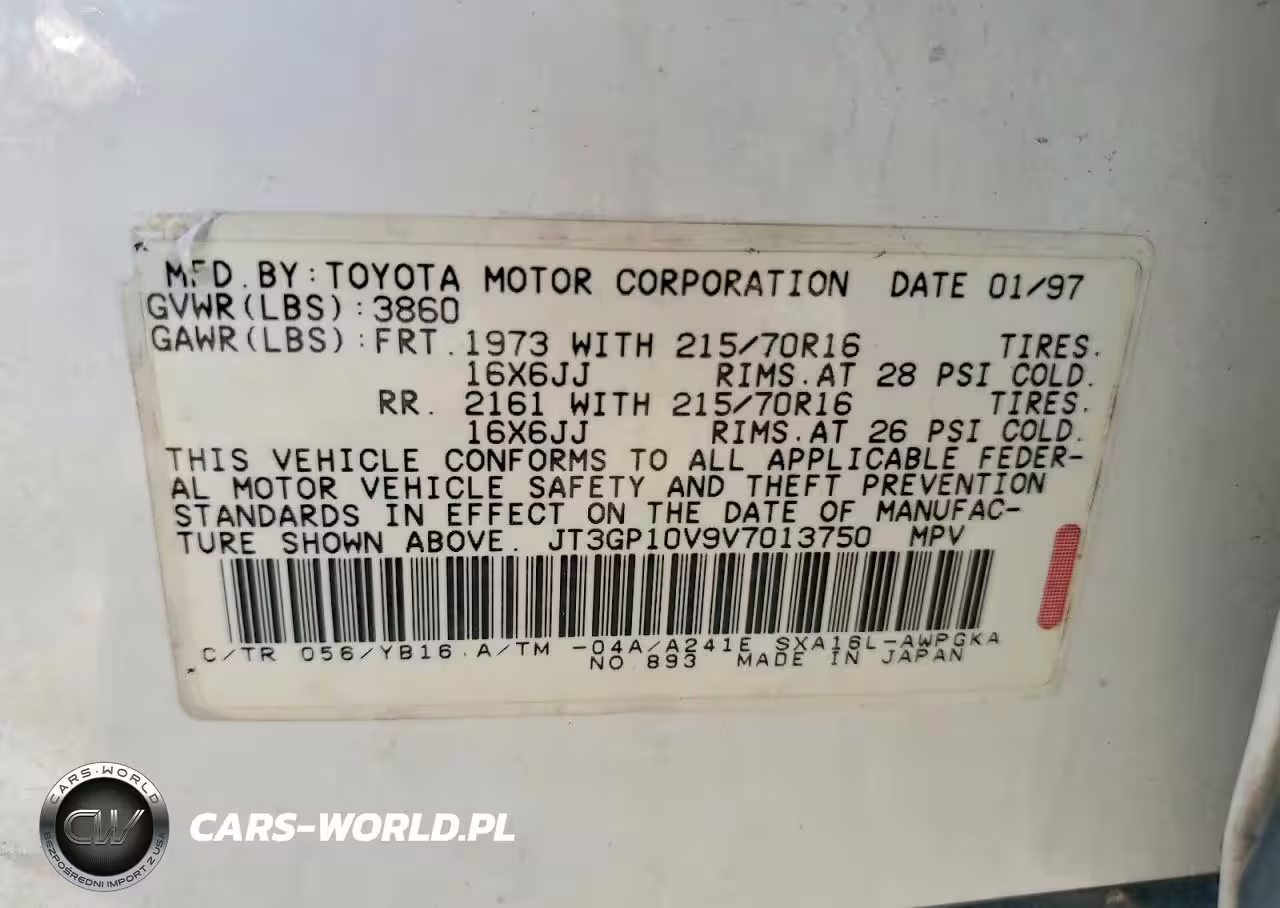 MFD. BY: TOYOTA MOTOR CORPORATION DATE 01/97
GVWR(LBS): 3860
GAWR(LBS): FRT. 1973 WITH 215/70R16 TIRES.
16X6JJ RIMS. AT 28 PSI COLD.
RR. 2161 WITH 215/70R16 TIRES.
16X6JJ RIMS. AT 26 PSI COLD.
THIS VEHICLE CONFORMS TO ALL APPLICABLE FEDER-
AL MOTOR VEHICLE SAFETY AND THEFT PREVENTION
STANDARDS IN EFFECT ON THE DATE OF MANUFAC-
TURE SHOWN ABOVE. JT3GP10V9V7013750 MPV
C/TR 056/YB16. A/TM -04A/A241E SXA16L-AWPGKA
NO. 893 MADE IN JAPAN
CARS-WORLD
CW
BEZPOŚREDNI IMPORT Z USA
CARS-WORLD.PL